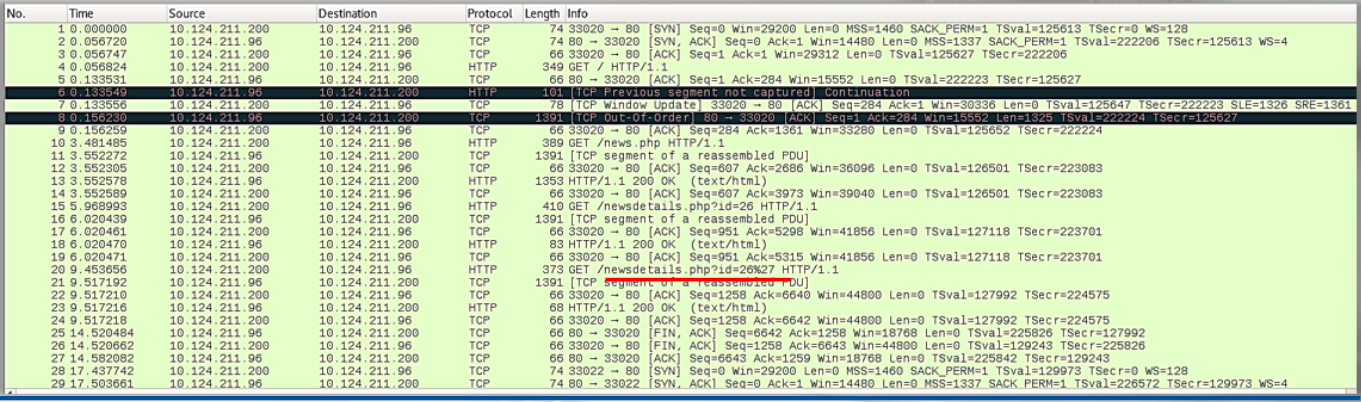 No. Time Source Destination Protocol Length Info
1 0.000000 10.124.211.200 10.124.211.96 TCP 74 33020 → 80 [SYN] Seq=0 Win=29200 Len=0 MSS=1460 SACK_PERM=1 TSval=125613 TSecr=0 WS=128
2 0.056720 10.124.211.96 10.124.211.200 TCP 74 80 → 33020 [SYN, ACK] Seq=0 Ack=1 Win=14480 Len=0 MSS=1337 SACK_PERM=1 TSval=222206 TSecr=125613 WS=4
3 0.056747 10.124.211.200 10.124.211.96 TCP 66 33020 → 80 [ACK] Seq=1 Ack=1 Win=29312 Len=0 TSval=125627 TSecr=222206
4 0.056824 10.124.211.200 10.124.211.96 HTTP 349 GET / HTTP/1.1
5 0.133531 10.124.211.96 10.124.211.200 TCP 66 80 → 33020 [ACK] Seq=1 Ack=284 Win=15552 Len=0 TSval=222223 TSecr=125627
6 0.133549 10.124.211.96 10.124.211.200 HTTP 101 [TCP Previous segment not captured] Continuation
7 0.133556 10.124.211.200 10.124.211.96 TCP 78 [TCP Window Update] 33020 → 80 [ACK] Seq=284 Ack=1 Win=30336 Len=0 TSval=125647 TSecr=222223 SLE=1326 SRE=1361
8 0.156230 10.124.211.96 10.124.211.200 TCP 1391 [TCP Out-Of-Order] 80 → 33020 [ACK] Seq=1 Ack=284 Win=15552 Len=1325 TSval=222224 TSecr=125627
9 0.156259 10.124.211.200 10.124.211.96 TCP 66 33020 → 80 [ACK] Seq=284 Ack=1361 Win=33280 Len=0 TSval=125652 TSecr=222224
10 3.481485 10.124.211.200 10.124.211.96 HTTP 389 GET /news.php HTTP/1.1
11 3.552272 10.124.211.96 10.124.211.200 TCP 1391 [TCP segment of a reassembled PDU]
12 3.552305 10.124.211.200 10.124.211.96 TCP 66 33020 → 80 [ACK] Seq=607 Ack=2686 Win=36096 Len=0 TSval=126501 TSecr=223083
13 3.552578 10.124.211.96 10.124.211.200 HTTP 1353 HTTP/1.1 200 OK (text/html)
14 3.552589 10.124.211.200 10.124.211.96 TCP 66 33020 → 80 [ACK] Seq=607 Ack=3973 Win=39040 Len=0 TSval=126501 TSecr=223083
15 5.968993 10.124.211.200 10.124.211.96 HTTP 410 GET /newsdetails.php?id=26 HTTP/1.1
16 6.020439 10.124.211.96 10.124.211.200 TCP 1391 [TCP segment of a reassembled PDU]
17 6.020461 10.124.211.200 10.124.211.96 TCP 66 33020 → 80 [ACK] Seq=951 Ack=5298 Win=41856 Len=0 TSval=127118 TSecr=223701
18 6.020470 10.124.211.96 10.124.211.200 HTTP 83 HTTP/1.1 200 OK (text/html)
19 6.020471 10.124.211.200 10.124.211.96 TCP 66 33020 → 80 [ACK] Seq=951 Ack=5315 Win=41856 Len=0 TSval=127118 TSecr=223701
20 9.453656 10.124.211.200 10.124.211.96 HTTP 373 GET /newsdetails.php?id=26%27 HTTP/1.1
21 9.517192 10.124.211.96 10.124.211.200 TCP 1391 [TCP segment of a reassembled PDU]
22 9.517210 10.124.211.200 10.124.211.96 TCP 66 33020 → 80 [ACK] Seq=1258 Ack=6640 Win=44800 Len=0 TSval=127992 TSecr=224575
23 9.517216 10.124.211.96 10.124.211.200 HTTP 68 HTTP/1.1 200 OK (text/html)
24 9.517218 10.124.211.200 10.124.211.96 TCP 66 33020 → 80 [ACK] Seq=1258 Ack=6642 Win=44800 Len=0 TSval=127992 TSecr=224575
25 14.520484 10.124.211.96 10.124.211.200 TCP 66 80 → 33020 [FIN, ACK] Seq=6642 Ack=1258 Win=18768 Len=0 TSval=225826 TSecr=127992
26 14.520662 10.124.211.200 10.124.211.96 TCP 66 33020 → 80 [FIN, ACK] Seq=1258 Ack=6643 Win=44800 Len=0 TSval=129243 TSecr=225826
27 14.582082 10.124.211.96 10.124.211.200 TCP 66 80 → 33020 [ACK] Seq=6643 Ack=1259 Win=18768 Len=0 TSval=225842 TSecr=129243
28 17.437742 10.124.211.200 10.124.211.96 TCP 74 33022 → 80 [SYN] Seq=0 Win=29200 Len=0 MSS=1460 SACK_PERM=1 TSval=129973 TSecr=0 WS=128
29 17.503661 10.124.211.96 10.124.211.200 TCP 74 80 → 33022 [SYN, ACK] Seq=0 Ack=1 Win=14480 Len=0 MSS=1337 SACK_PERM=1 TSval=226572 TSecr=129973 WS=4